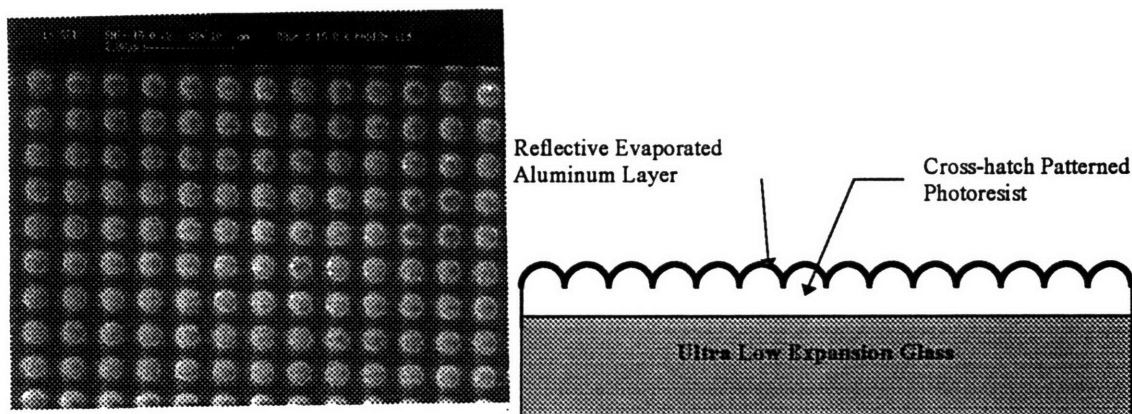 Reflective Evaporated
Aluminum Layer
Cross-hatch Patterned
Photoresist
Ultra Low Expansion Glass